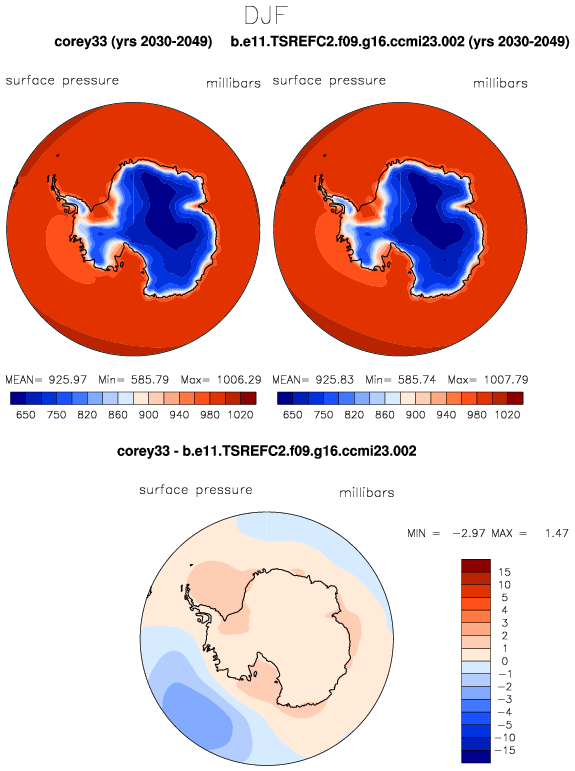 DJF
corey33 (yrs 2030-2049) b.e11.TSREFC2.f09.g16.ccmi23.002 (yrs 2030-2049)
surface pressure millibars surface pressure millibars
MEAN= 925.97 Min= 585.79 Max= 1006.29 MEAN= 925.83 Min= 585.74 Max= 1007.79
650 750 820 860 900 940 980 1020 650 750 820 860 900 940 980 1020
corey33 - b.e11.TSREFC2.f09.g16.ccmi23.002
surface pressure millibars
MIN = -2.97 MAX = 1.47
15
10
5
4
3
2
1
0
-1
-2
-3
-4
-5
-10
-15